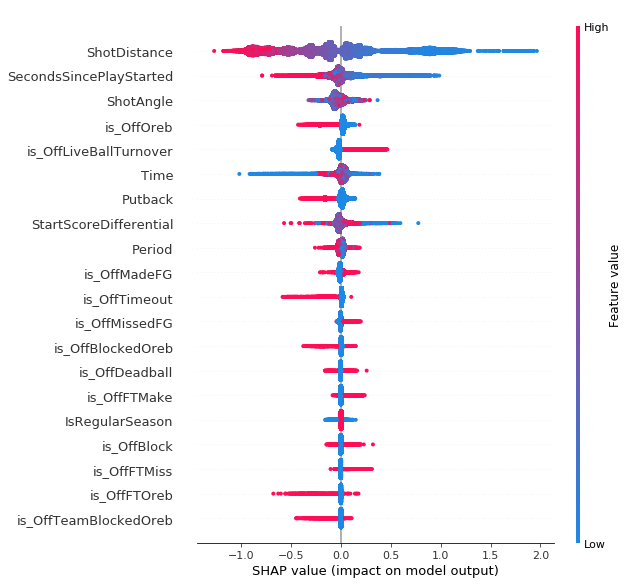 High
ShotDistance
SecondsSincePlayStarted
ShotAngle
is_OffOreb
is_OffLiveBallTurnover
Time
Putback
StartScoreDifferential
Period
is_OffMadeFG
is_OffTimeout
is_OffMissedFG
is_OffBlockedOreb
is_OffDeadball
is_OffFTMake
IsRegularSeason
is_OffBlock
is_OffFTMiss
is_OffFTOreb
is_OffTeamBlockedOreb
Feature value
Low
−1.0 −0.5 0.0 0.5 1.0 1.5 2.0
SHAP value (impact on model output)